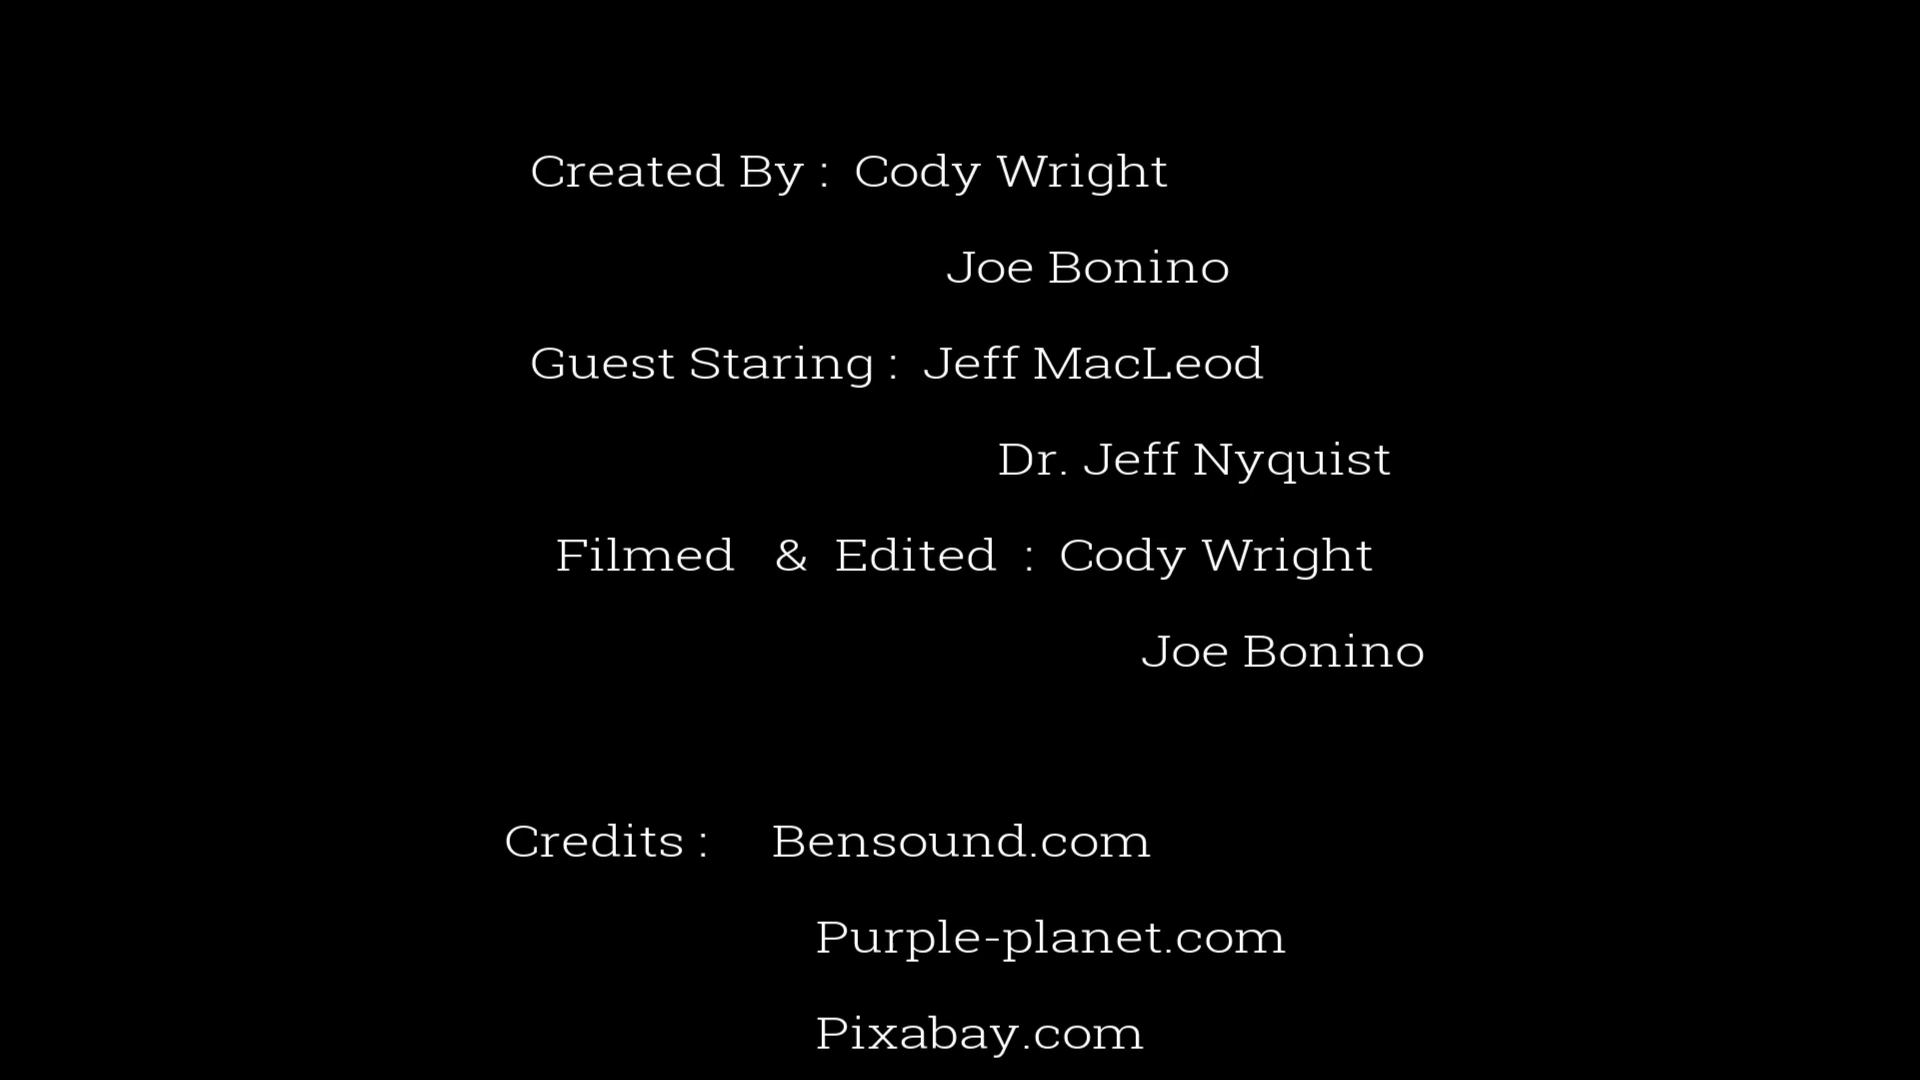 Created By : Cody Wright
Joe Bonino
Guest Staring : Jeff MacLeod
Dr. Jeff Nyquist
Filmed & Edited : Cody Wright
Joe Bonino
Credits : Bensound.com
Purple-planet.com
Pixabay.com